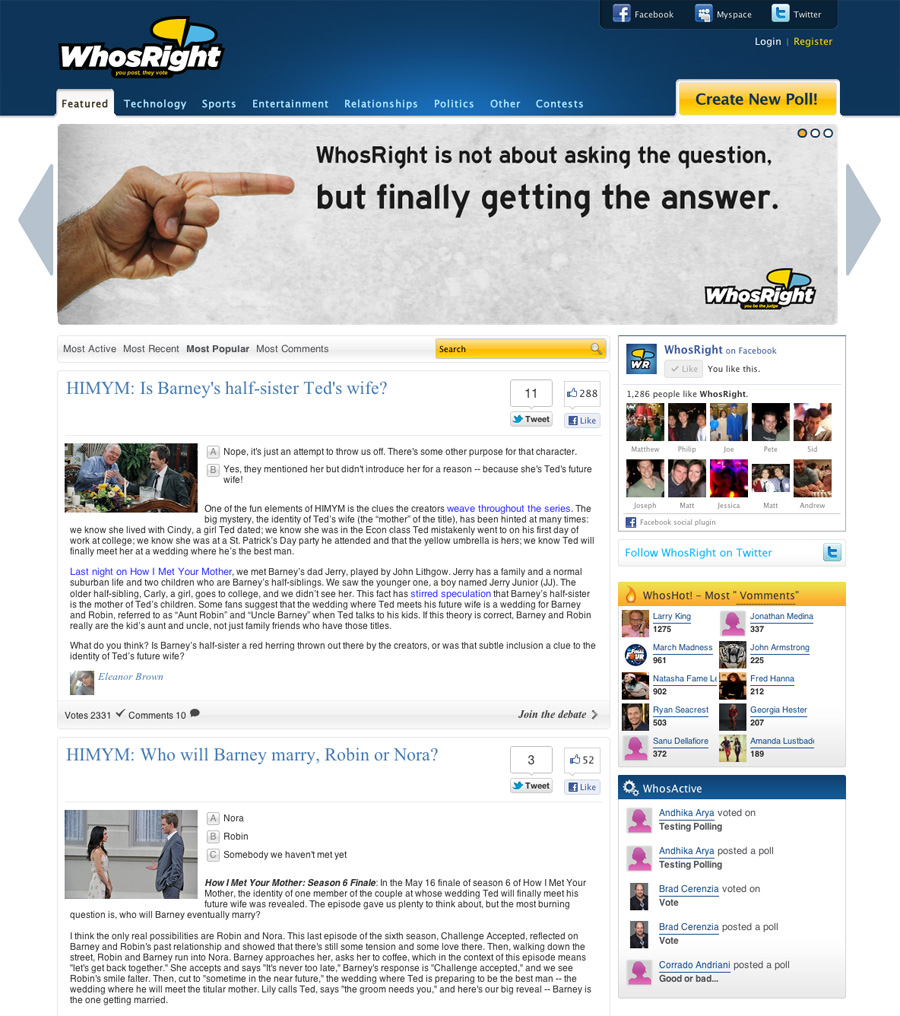 Facebook
Myspace
Twitter
Login | Register
WhosRight
you post, they vote
Featured
Technology
Sports
Entertainment
Relationships
Politics
Other
Contests
Create New Poll!
WhosRight is not about asking the question,
but finally getting the answer.
WhosRight
you be the judge
Most Active Most Recent Most Popular Most Comments
Search
HIMYM: Is Barney's half-sister Ted's wife?
11
Tweet
288
Like
A Nope, it's just an attempt to throw us off. There's some other purpose for that character.
B Yes, they mentioned her but didn't introduce her for a reason -- because she's Ted's future
wife!
One of the fun elements of HIMYM is the clues the creators weave throughout the series. The
big mystery, the identity of Ted's wife (the “mother” of the title), has been hinted at many times:
we know she lived with Cindy, a girl Ted dated; we know she was in the Econ class Ted mistakenly went to on his first day of
work at college; we know she was at a St. Patrick's Day party he attended and that the yellow umbrella is hers; we know Ted will
finally meet her at a wedding where he's the best man.
Last night on How I Met Your Mother, we met Barney's dad Jerry, played by John Lithgow. Jerry has a family and a normal
suburban life and two children who are Barney's half-siblings. We saw the younger one, a boy named Jerry Junior (JJ). The
older half-sibling, Carly, a girl, goes to college, and we didn't see her. This fact has stirred speculation that Barney's half-sister
is the mother of Ted's children. Some fans suggest that the wedding where Ted meets his future wife is a wedding for Barney
and Robin, referred to as “Aunt Robin” and “Uncle Barney” when Ted talks to his kids. If this theory is correct, Barney and Robin
really are the kid's aunt and uncle, not just family friends who have those titles.
What do you think? Is Barney's half-sister a red herring thrown out there by the creators, or was that subtle inclusion a clue to the
identity of Ted's future wife?
Eleanor Brown
Votes 2331 Comments 10
Join the debate
HIMYM: Who will Barney marry, Robin or Nora?
3
Tweet
52
Like
A Nora
B Robin
C Somebody we haven't met yet
How I Met Your Mother: Season 6 Finale: In the May 16 finale of season 6 of How I Met Your
Mother, the identity of one member of the couple at whose wedding Ted will finally meet his
future wife was revealed. The episode gave us plenty to think about, but the most burning
question is, who will Barney eventually marry?
I think the only real possibilities are Robin and Nora. This last episode of the sixth season, Challenge Accepted, reflected on
Barney and Robin's past relationship and showed that there's still some tension and some love there. Then, walking down the
street, Robin and Barney run into Nora. Barney approaches her, asks her to coffee, which in the context of this episode means
"let's get back together." She accepts and says "It's never too late," Barney's response is "Challenge accepted," and we see
Robin's smile falter. Then, cut to "sometime in the near future," the wedding where Ted is preparing to be the best man -- the
wedding where he will meet the titular mother. Lily calls Ted, says "the groom needs you," and here's our big reveal -- Barney is
the one getting married.
WR
WhosRight on Facebook
Like
You like this.
1,286 people like WhosRight.
Matthew
Philip
Joe
Pete
Sid
Joseph
Matt
Jessica
Matt
Andrew
Facebook social plugin
Follow WhosRight on Twitter
WhosHot! – Most " Vomments"
Larry King
1275
Jonathan Medina
337
March Madness
961
John Armstrong
225
Natasha Fame Le
902
Fred Hanna
212
Ryan Seacrest
503
Georgia Hester
207
Sanu Dellafiore
372
Amanda Lustbade
189
WhosActive
Andhika Arya voted on
Testing Polling
Andhika Arya posted a poll
Testing Polling
Brad Cerenzia voted on
Vote
Brad Cerenzia posted a poll
Vote
Corrado Andriani posted a poll
Good or bad...